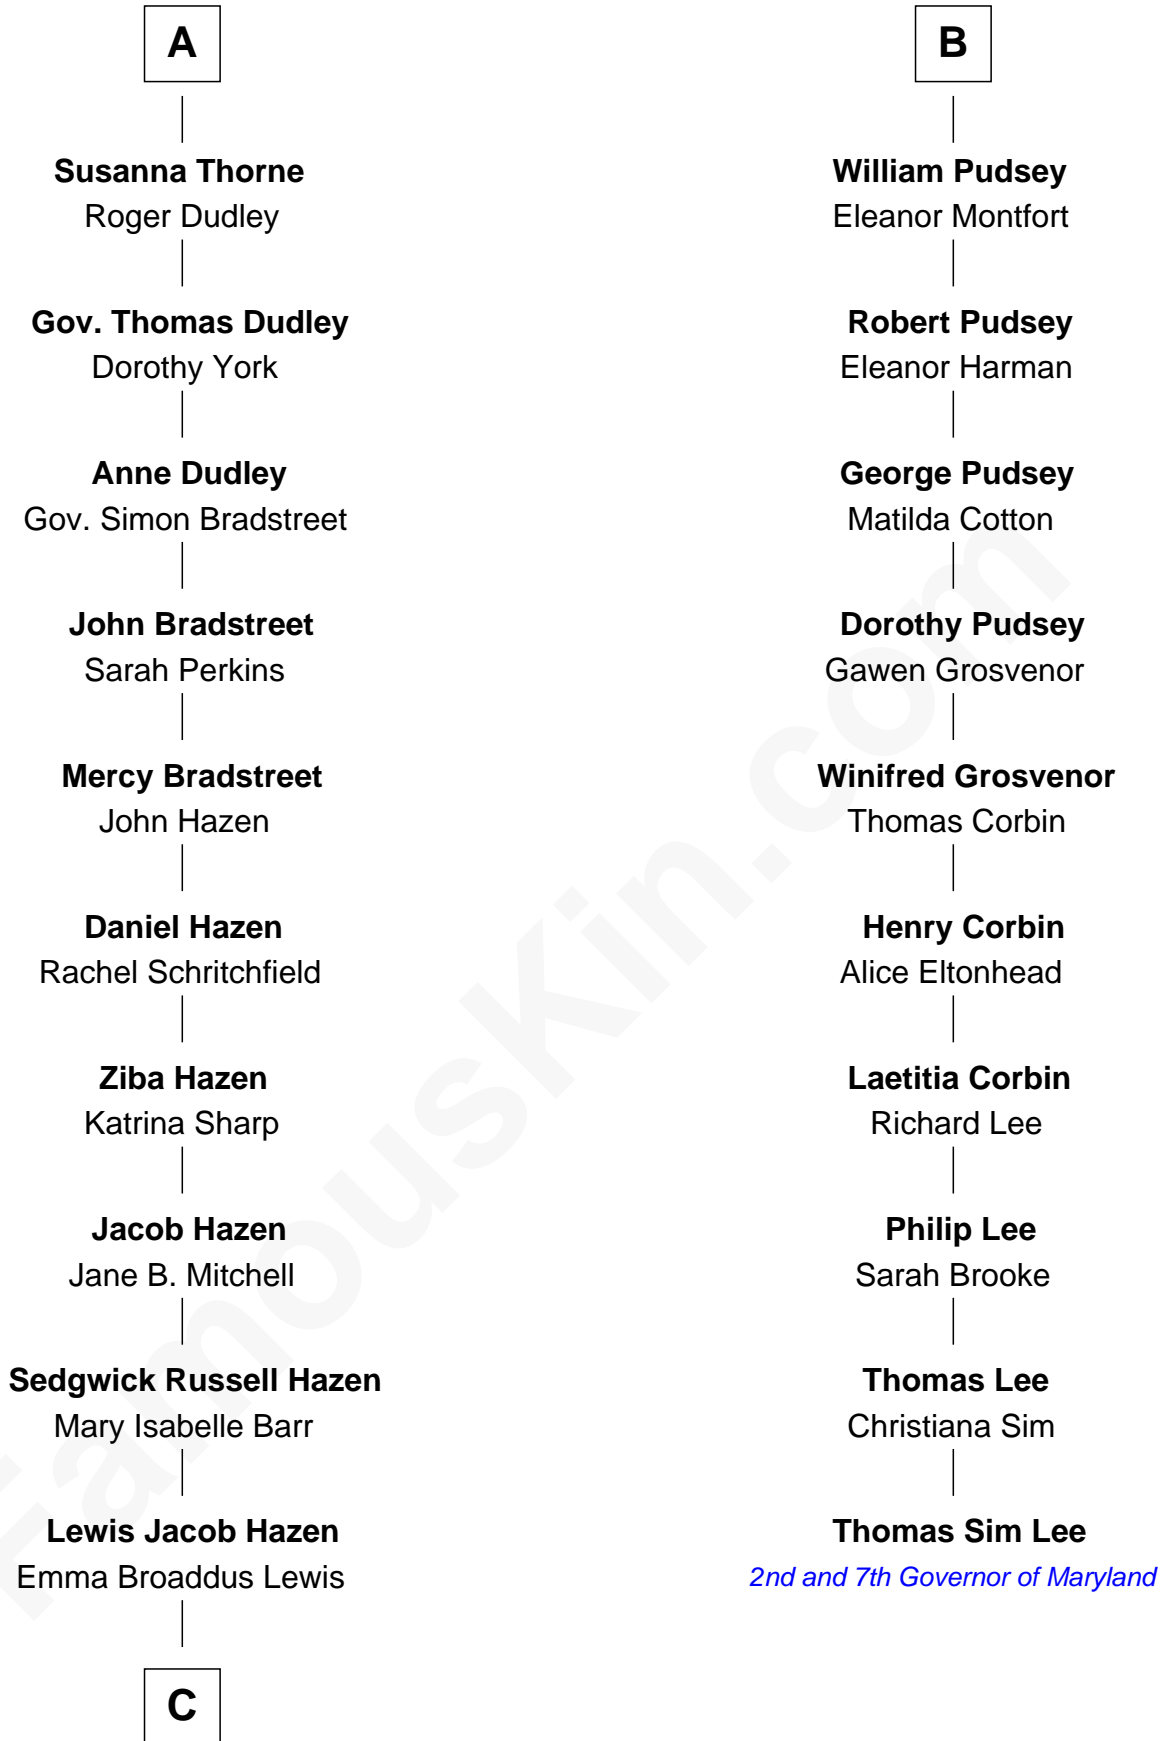 A
Susanna Thorne
Roger Dudley
Gov. Thomas Dudley
Dorothy York
Anne Dudley
Gov. Simon Bradstreet
John Bradstreet
Sarah Perkins
Mercy Bradstreet
John Hazen
Daniel Hazen
Rachel Schritchfield
Ziba Hazen
Katrina Sharp
Jacob Hazen
Jane B. Mitchell
Sedgwick Russell Hazen
Mary Isabelle Barr
Lewis Jacob Hazen
Emma Broaddus Lewis
C
B
William Pudsey
Eleanor Montfort
Robert Pudsey
Eleanor Harman
George Pudsey
Matilda Cotton
Dorothy Pudsey
Gawen Grosvenor
Winifred Grosvenor
Thomas Corbin
Henry Corbin
Alice Eltonhead
Laetitia Corbin
Richard Lee
Philip Lee
Sarah Brooke
Thomas Lee
Christiana Sim
Thomas Sim Lee
2nd and 7th Governor of Maryland
FamousKin.com